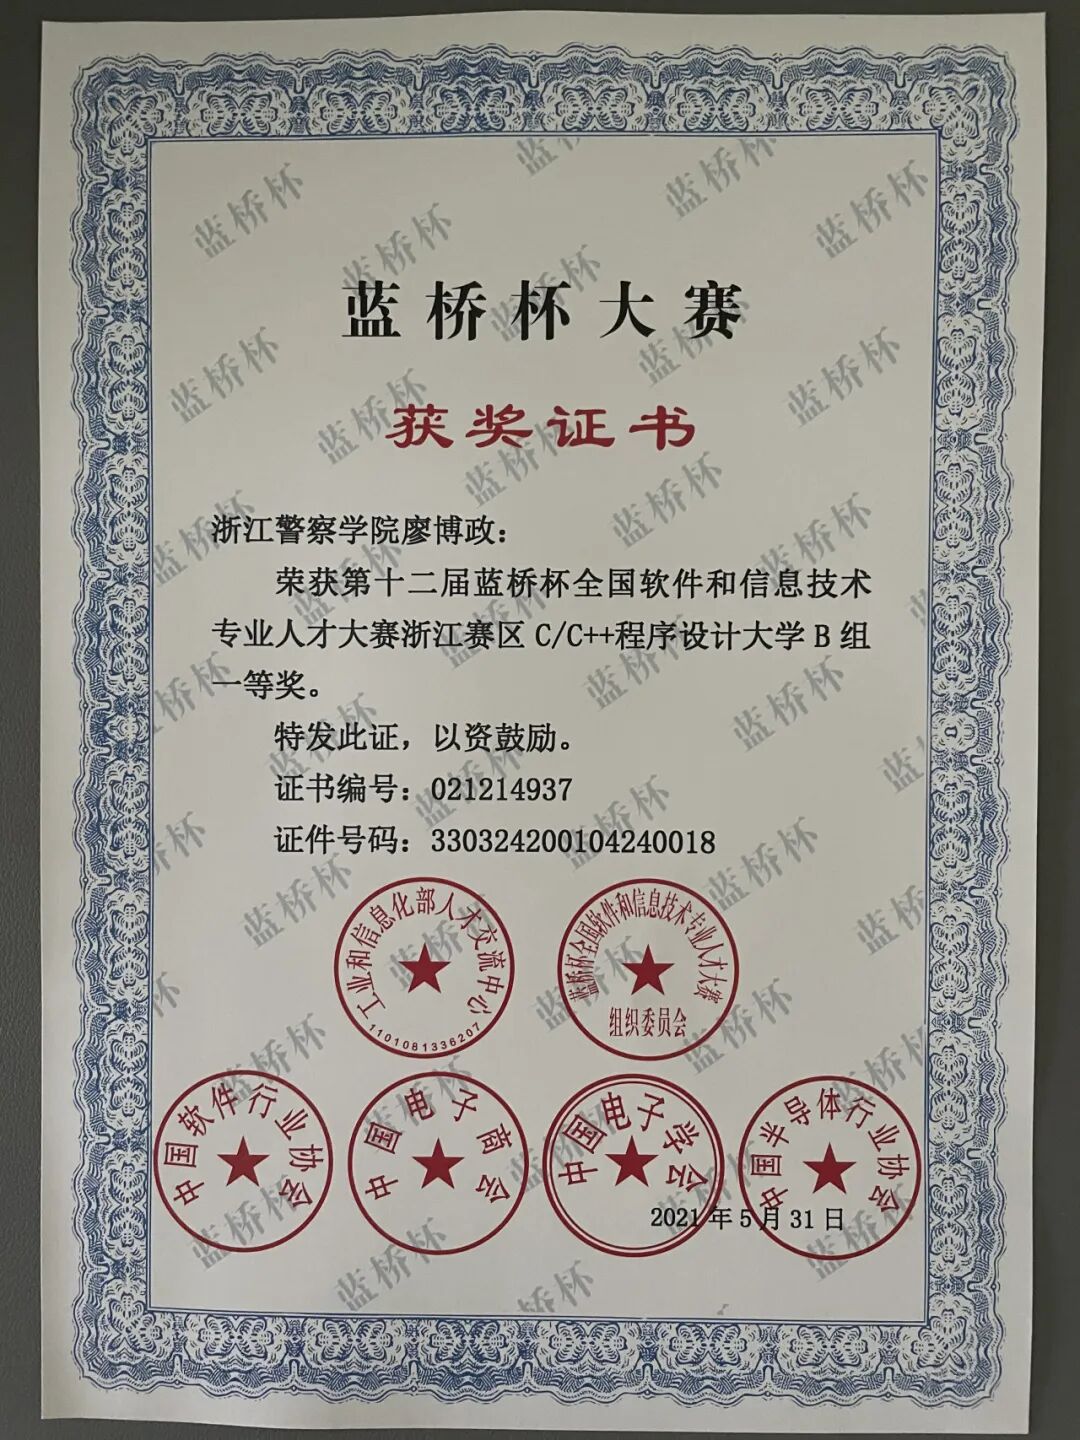 蓝桥杯大赛
获奖证书
浙江警察学院廖博政：
荣获第十二届蓝桥杯全国软件和信息技术
专业人才大赛浙江赛区 C/C++程序设计大学 B 组
一等奖。
特发此证，以资鼓励。
证书编号：021214937
证件号码：330324200104240018
工业和信息化部人才交流中心
1101081336207
蓝桥杯全国软件和信息技术专业人才大赛
组织委员会
中国软件行业协会
中国电子商会
中国电子学会
中国半导体行业协会
2021 年 5 月 31 日
蓝桥杯